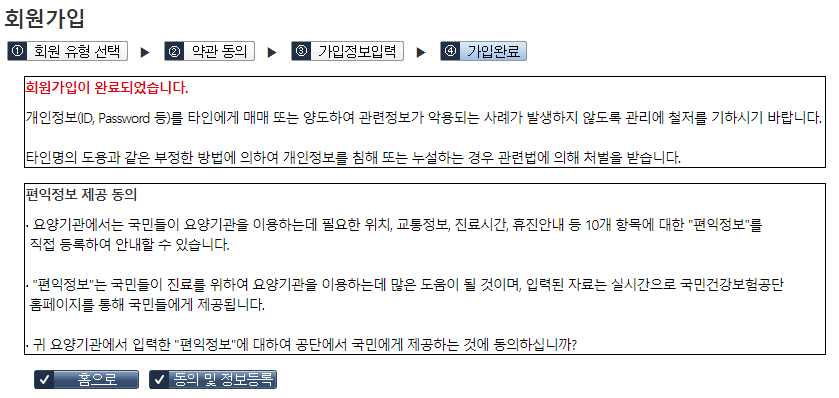 회원가입
① 회원 유형 선택 ▶ ② 약관 동의 ▶ ③ 가입정보입력 ▶ ④ 가입완료
회원가입이 완료되었습니다.
개인정보(ID, Password 등)를 타인에게 매매 또는 양도하여 관련정보가 악용되는 사례가 발생하지 않도록 관리에 철저를 기하시기 바랍니다.
타인명의 도용과 같은 부정한 방법에 의하여 개인정보를 침해 또는 누설하는 경우 관련법에 의해 처벌을 받습니다.
편익정보 제공 동의
· 요양기관에서는 국민들이 요양기관을 이용하는데 필요한 위치, 교통정보, 진료시간, 휴진안내 등 10개 항목에 대한 "편익정보"를
직접 등록하여 안내할 수 있습니다.
· "편익정보"는 국민들이 진료를 위하여 요양기관을 이용하는데 많은 도움이 될 것이며, 입력된 자료는 실시간으로 국민건강보험공단
홈페이지를 통해 국민들에게 제공됩니다.
· 귀 요양기관에서 입력한 "편익정보"에 대하여 공단에서 국민에게 제공하는 것에 동의하십니까?
홈으로 동의 및 정보등록